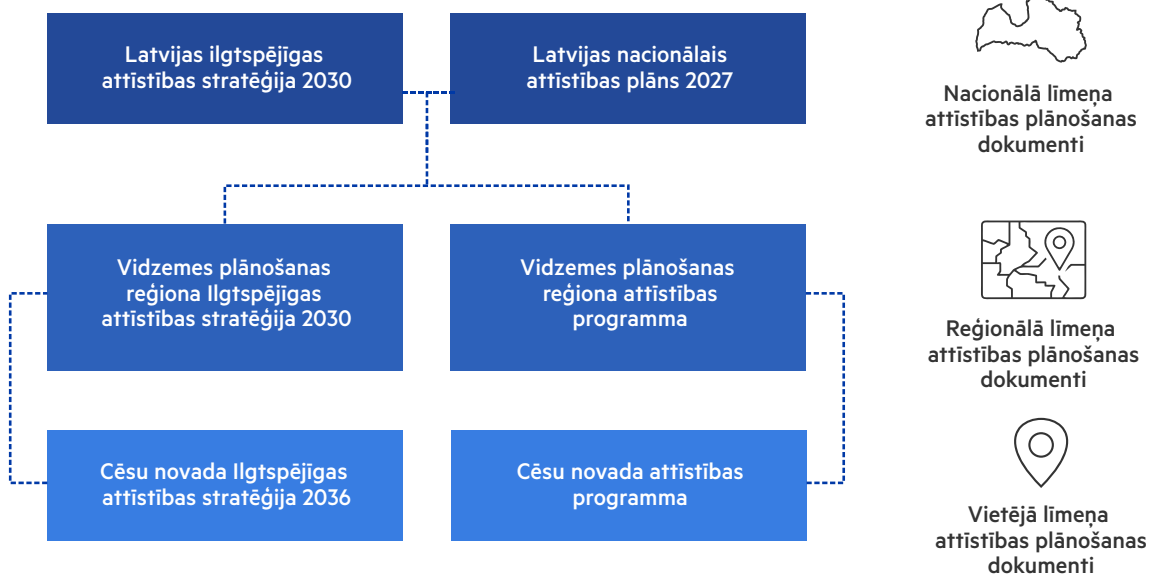 Latvijas ilgtspējīgas
attīstības stratēģija 2030
Latvijas nacionālais
attīstības plāns 2027
Nacionālā līmeņa
attīstības plānošanas
dokumenti
Vidzemes plānošanas
reģiona Ilgtspējīgas
attīstības stratēģija 2030
Vidzemes plānošanas
reģiona attīstības
programma
Reģionālā līmeņa
attīstības plānošanas
dokumenti
Cēsu novada Ilgtspējīgas
attīstības stratēģija 2036
Cēsu novada attīstības
programma
Vietējā līmeņa
attīstības plānošanas
dokumenti